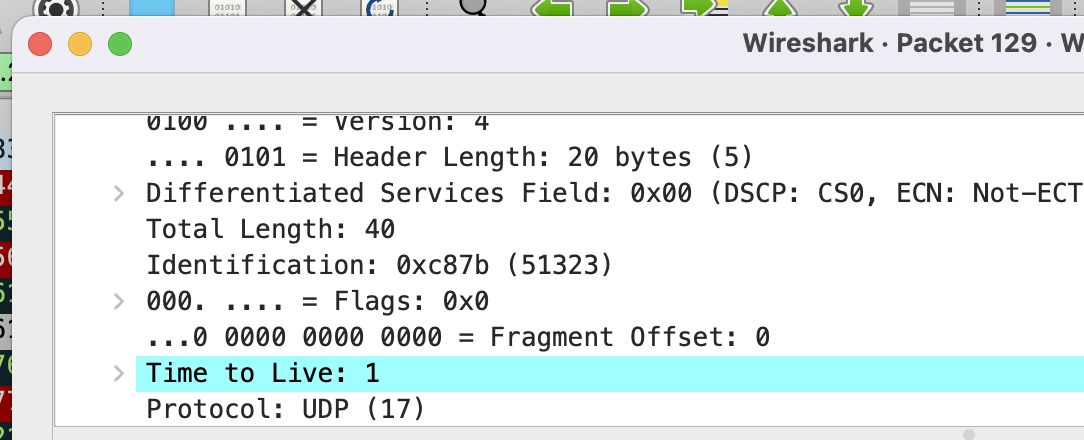 Wireshark · Packet 129 · W
0100 .... = Version: 4
.... 0101 = Header Length: 20 bytes (5)
Differentiated Services Field: 0x00 (DSCP: CS0, ECN: Not-ECT
Total Length: 40
Identification: 0xc87b (51323)
000. .... = Flags: 0x0
...0 0000 0000 0000 = Fragment Offset: 0
Time to Live: 1
Protocol: UDP (17)